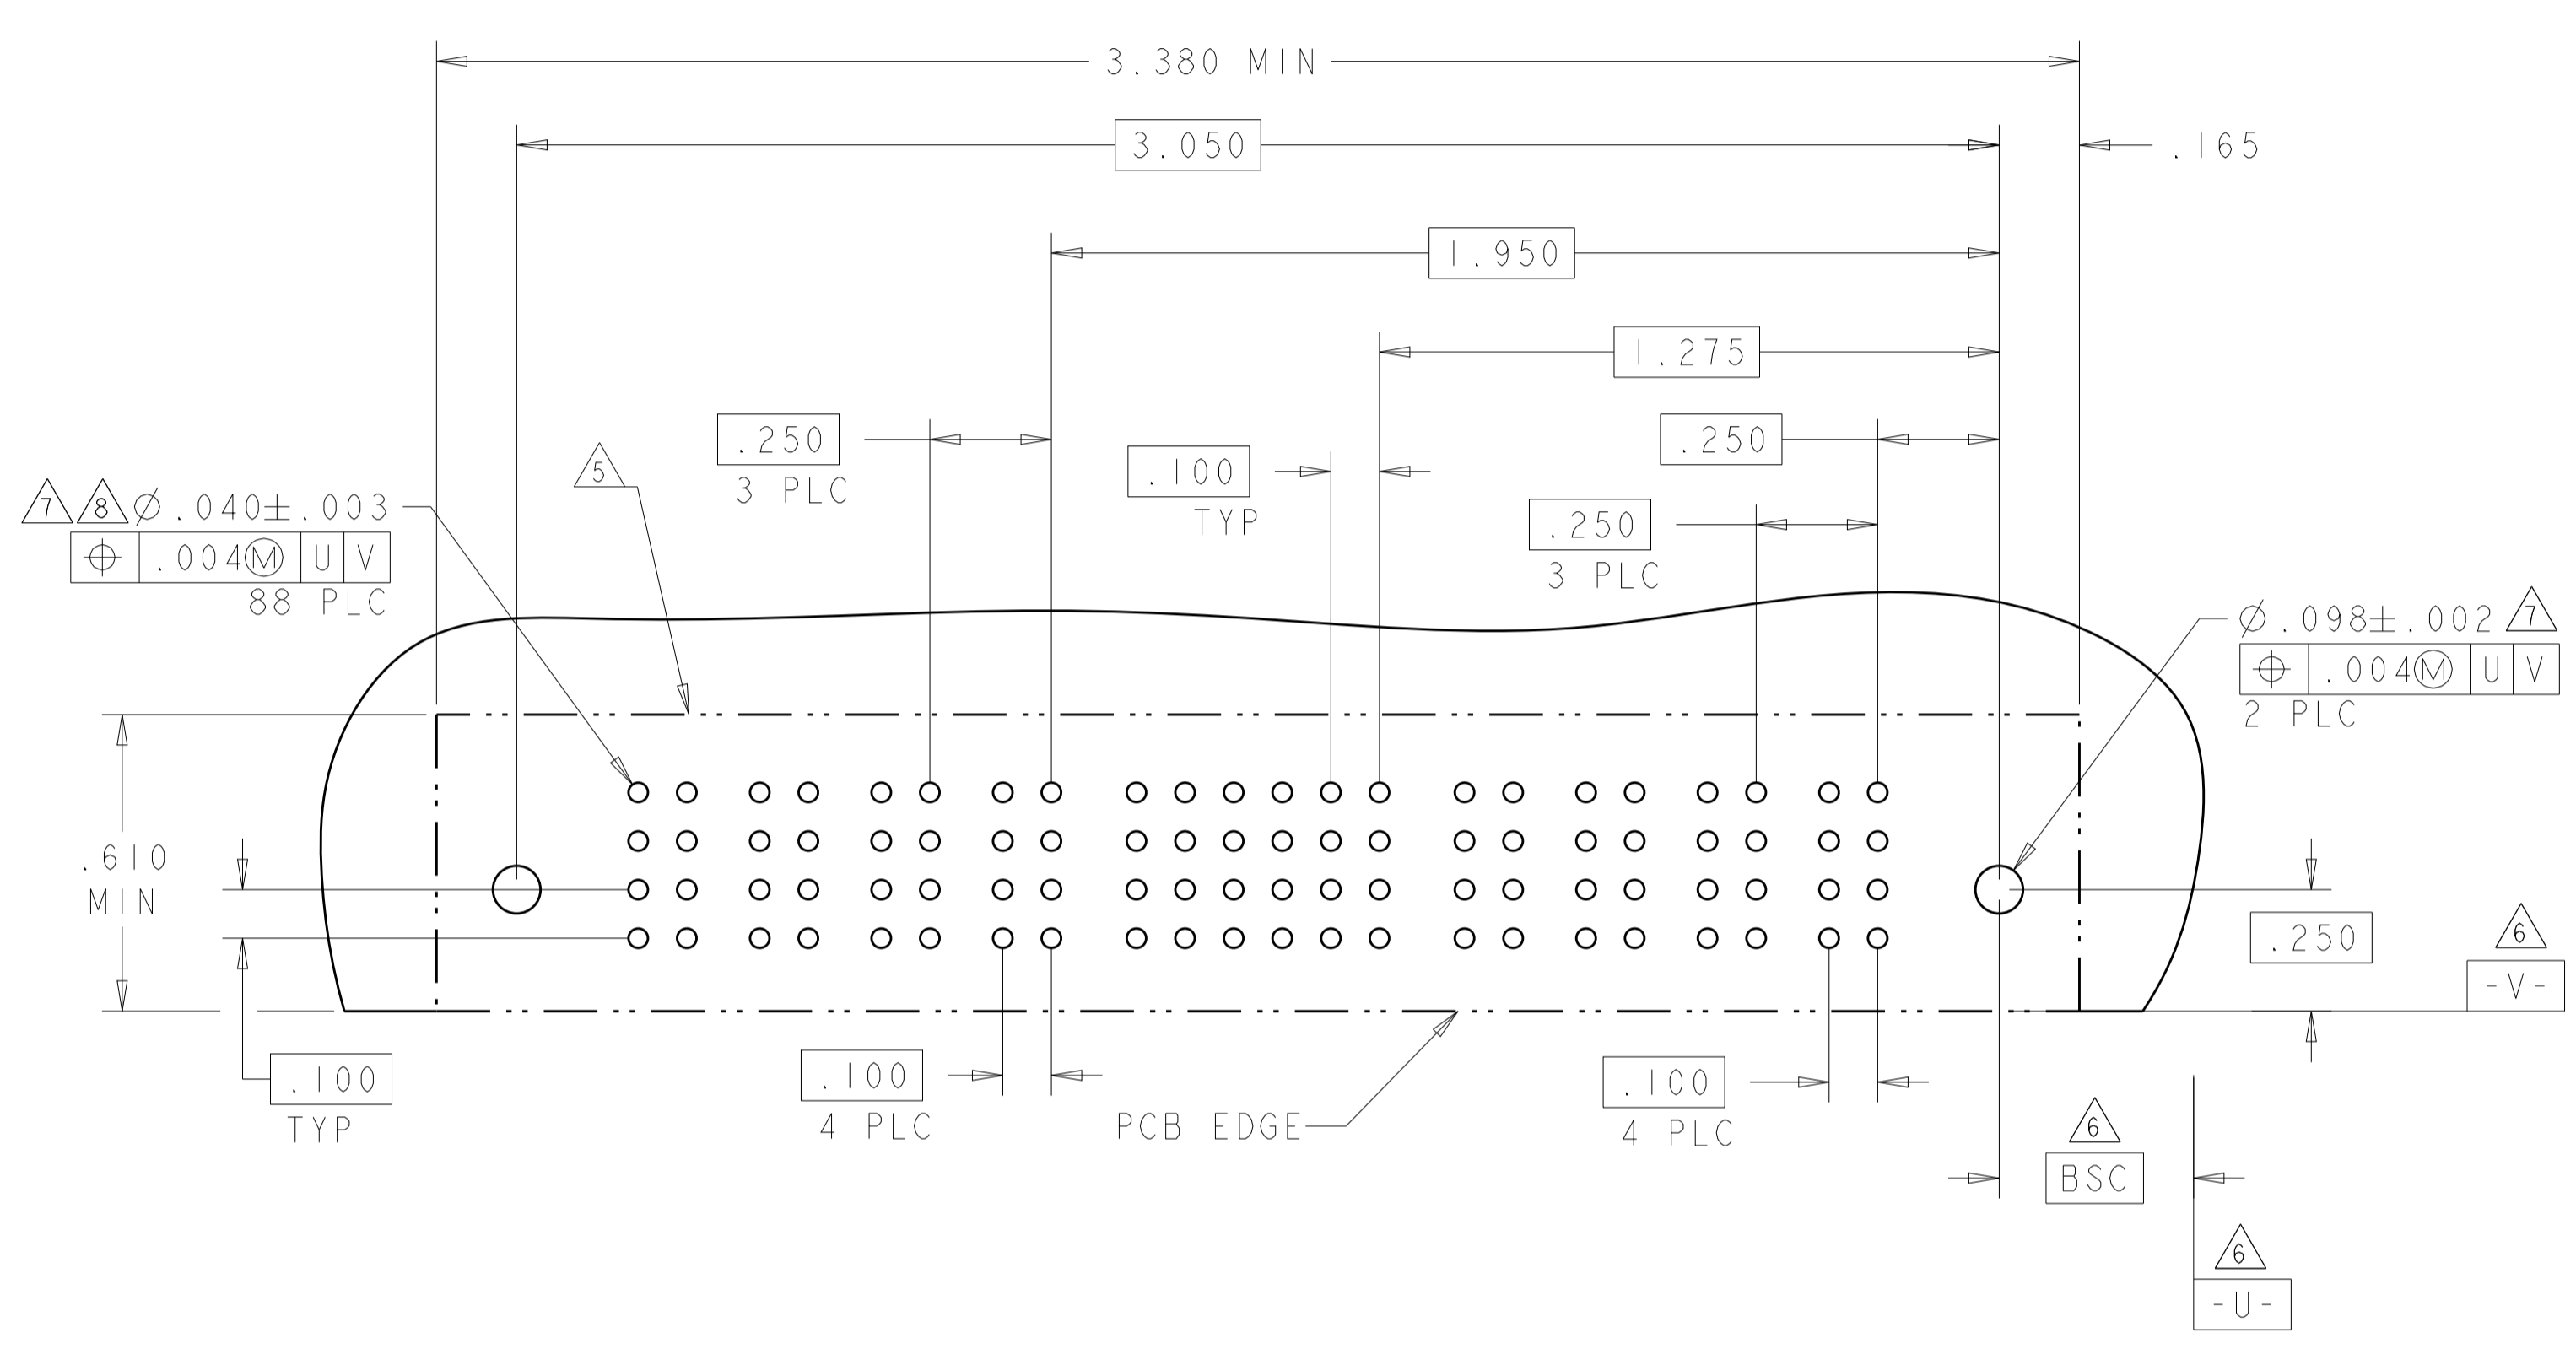 3.380 MIN
3.050
.165
1.950
1.275
.250
3 PLC
.100
TYP
.250
.250
3 PLC
5
7 8 ⌀.040±.003
⌖ .004Ⓜ U V
88 PLC
⌀.098±.002 7
⌖ .004Ⓜ U V
2 PLC
.610
MIN
.250
6
-V-
.100
TYP
.100
4 PLC
PCB EDGE
.100
4 PLC
6
BSC
6
-U-